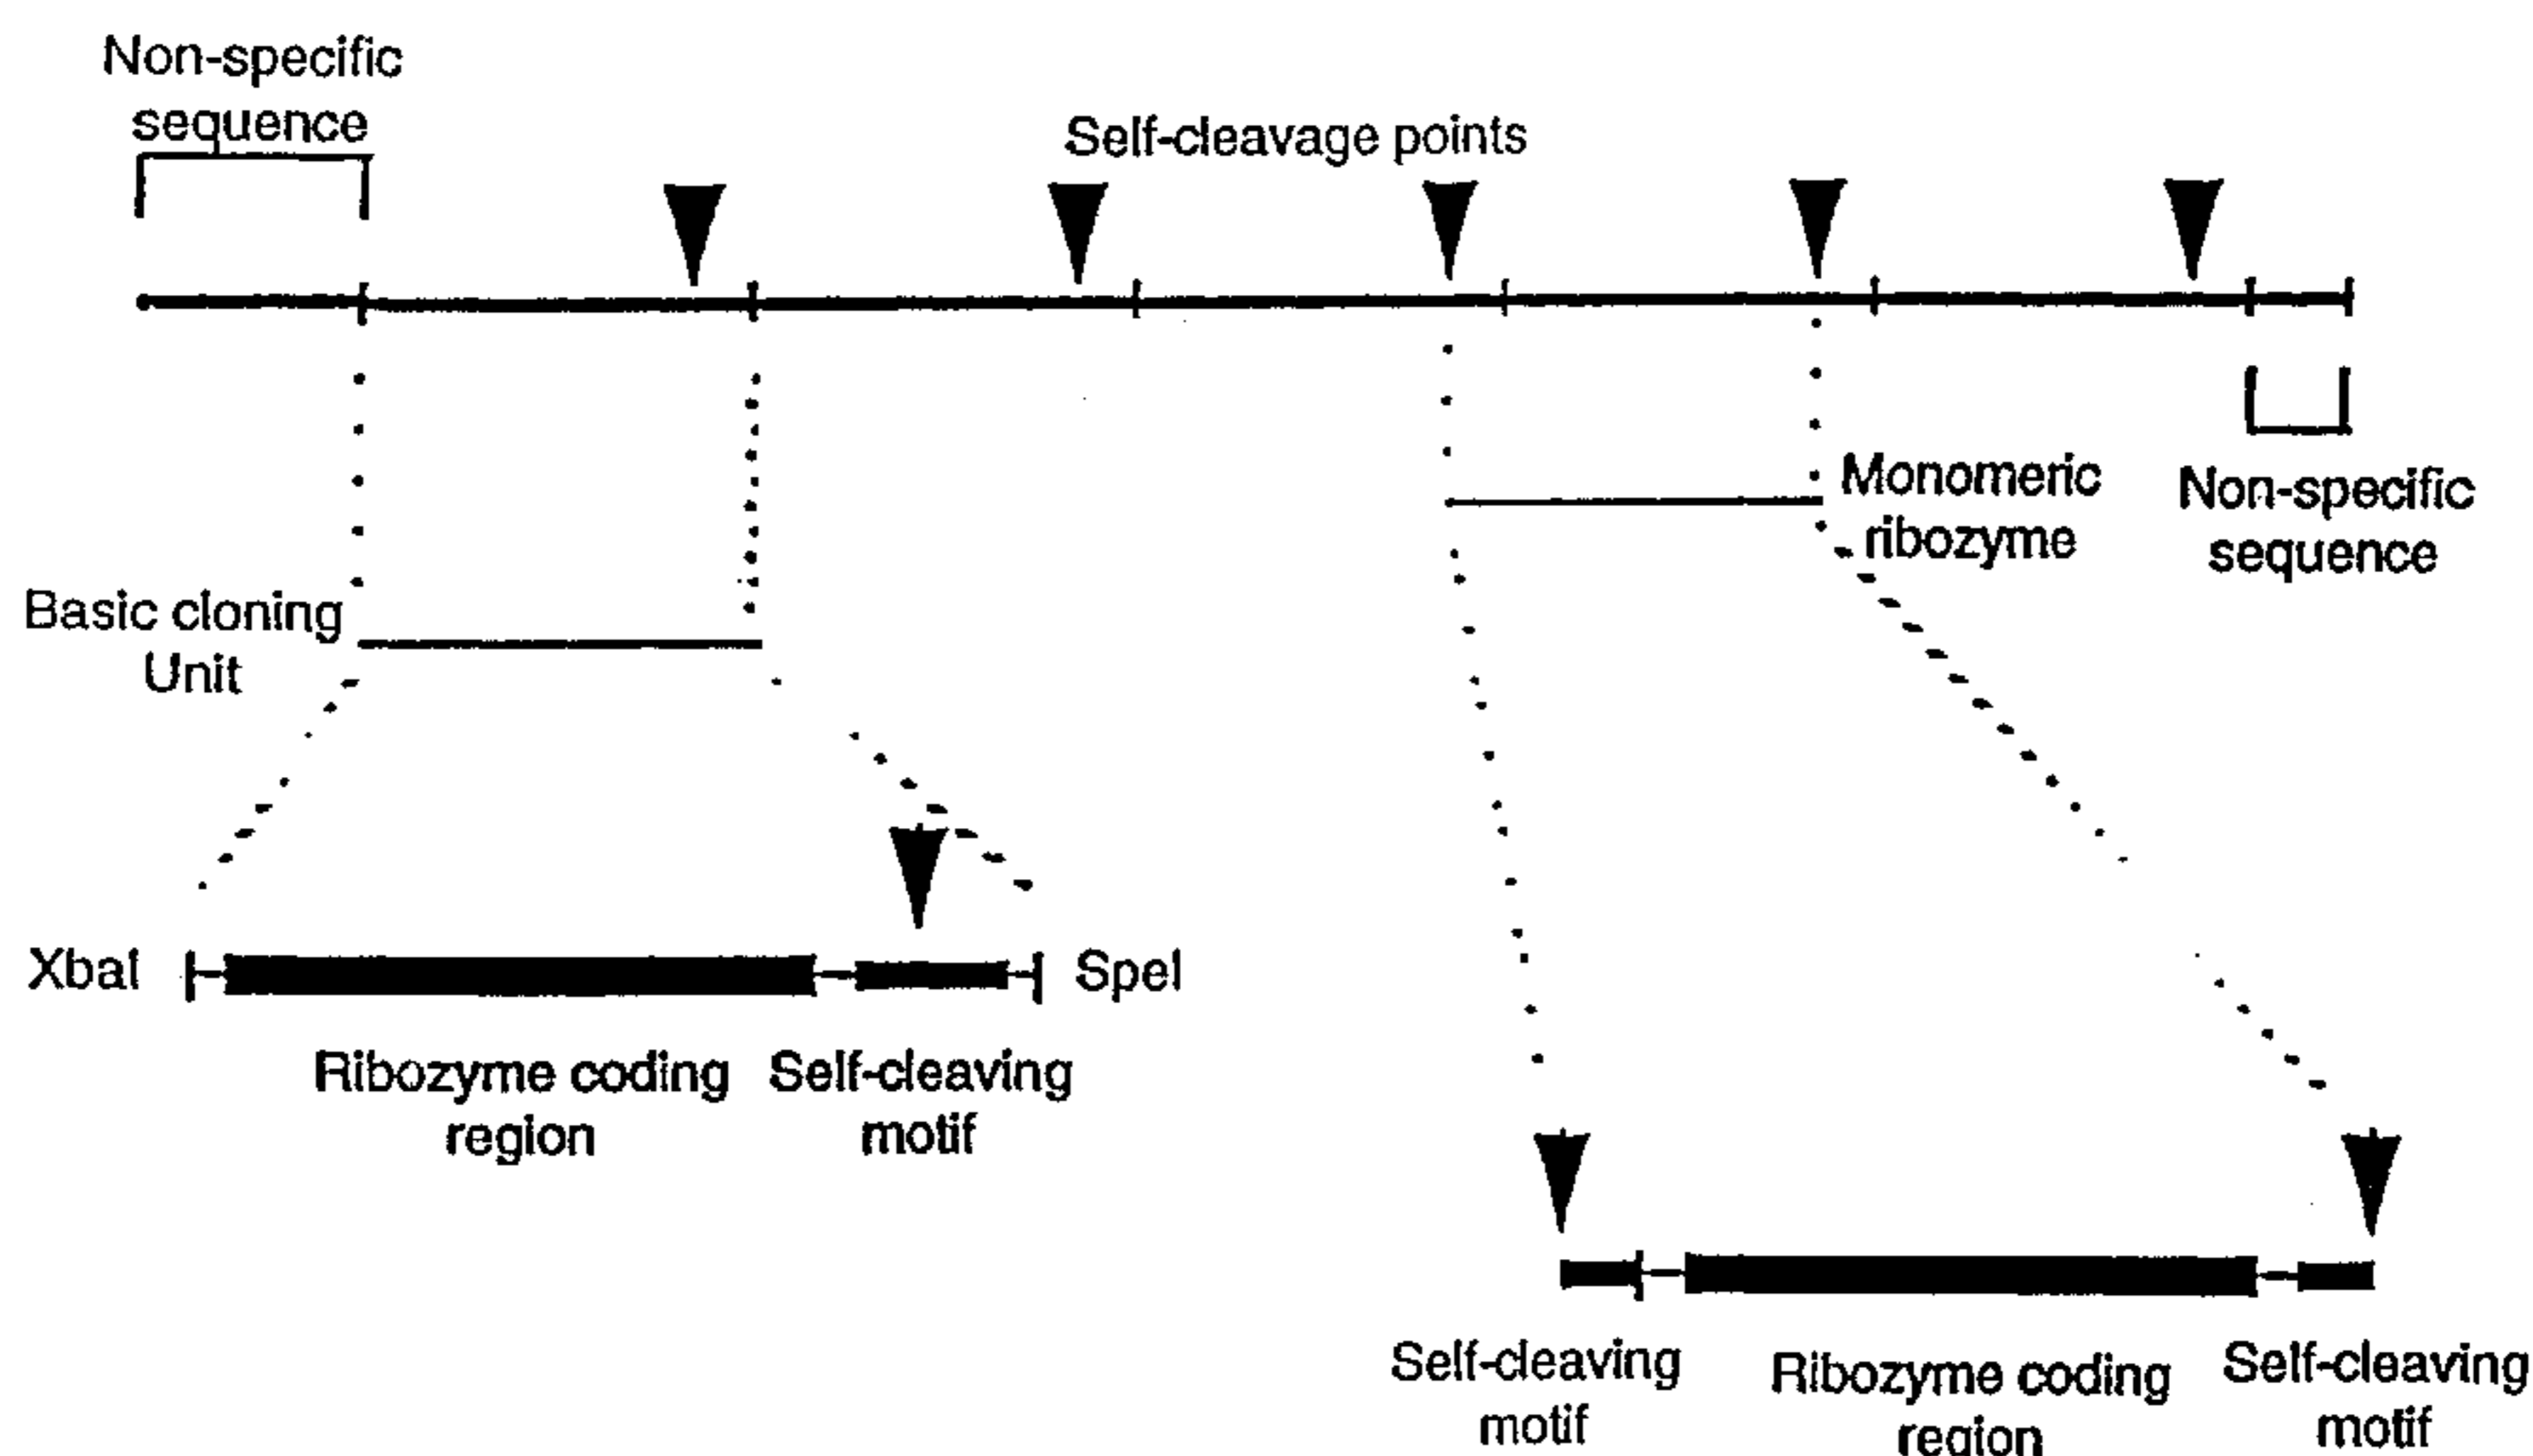 Non-specific
sequence
Self-cleavage points
Monomeric
ribozyme
Non-specific
sequence
Basic cloning
Unit
XbaI
SpeI
Ribozyme coding
region
Self-cleaving
motif
Self-cleaving
motif
Ribozyme coding
region
Self-cleaving
motif